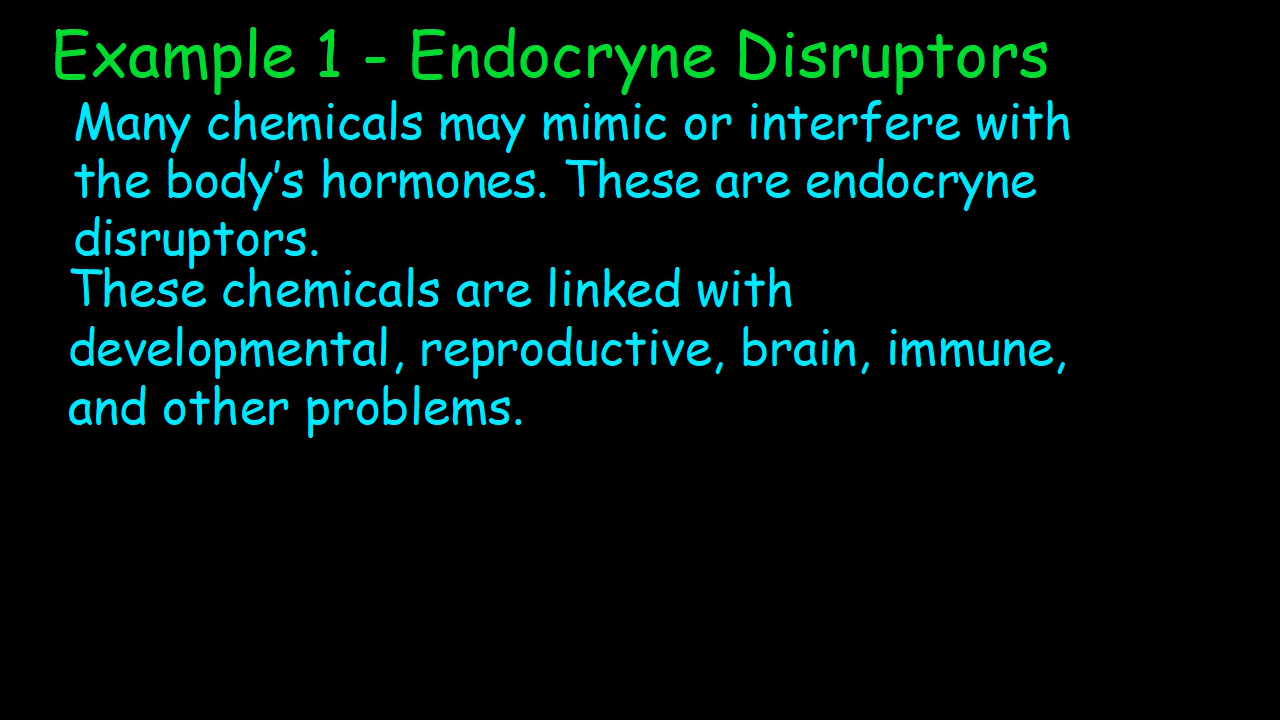 Example 1 - Endocryne Disruptors
Many chemicals may mimic or interfere with
the body’s hormones. These are endocryne
disruptors.
These chemicals are linked with
developmental, reproductive, brain, immune,
and other problems.